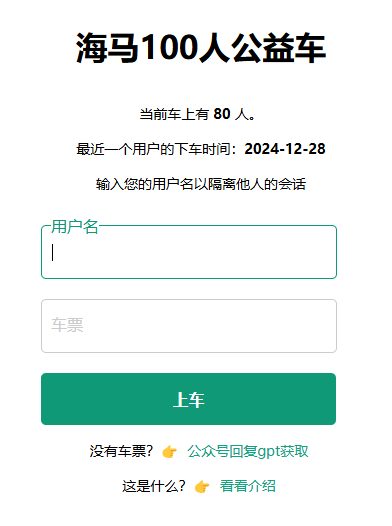 海马100人公益车
当前车上有 80 人。
最近一个用户的下车时间：2024-12-28
输入您的用户名以隔离他人的会话
用户名
车票
上车
没有车票？👉 公众号回复gpt获取
这是什么？👉 看看介绍